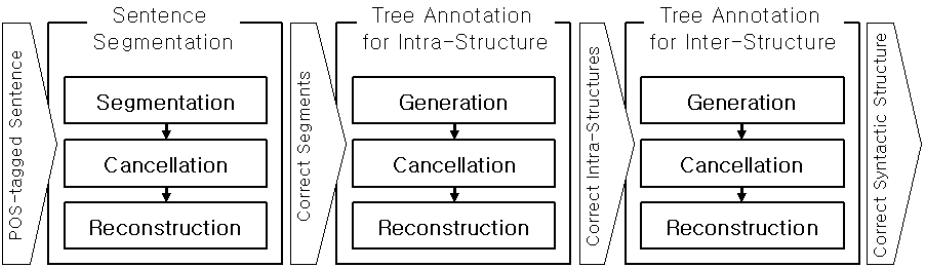 POS-tagged Sentence
Sentence
Segmentation
Segmentation
Cancellation
Reconstruction
Correct Segments
Tree Annotation
for Intra-Structure
Generation
Cancellation
Reconstruction
Correct Intra-Structures
Tree Annotation
for Inter-Structure
Generation
Cancellation
Reconstruction
Correct Syntactic Structure